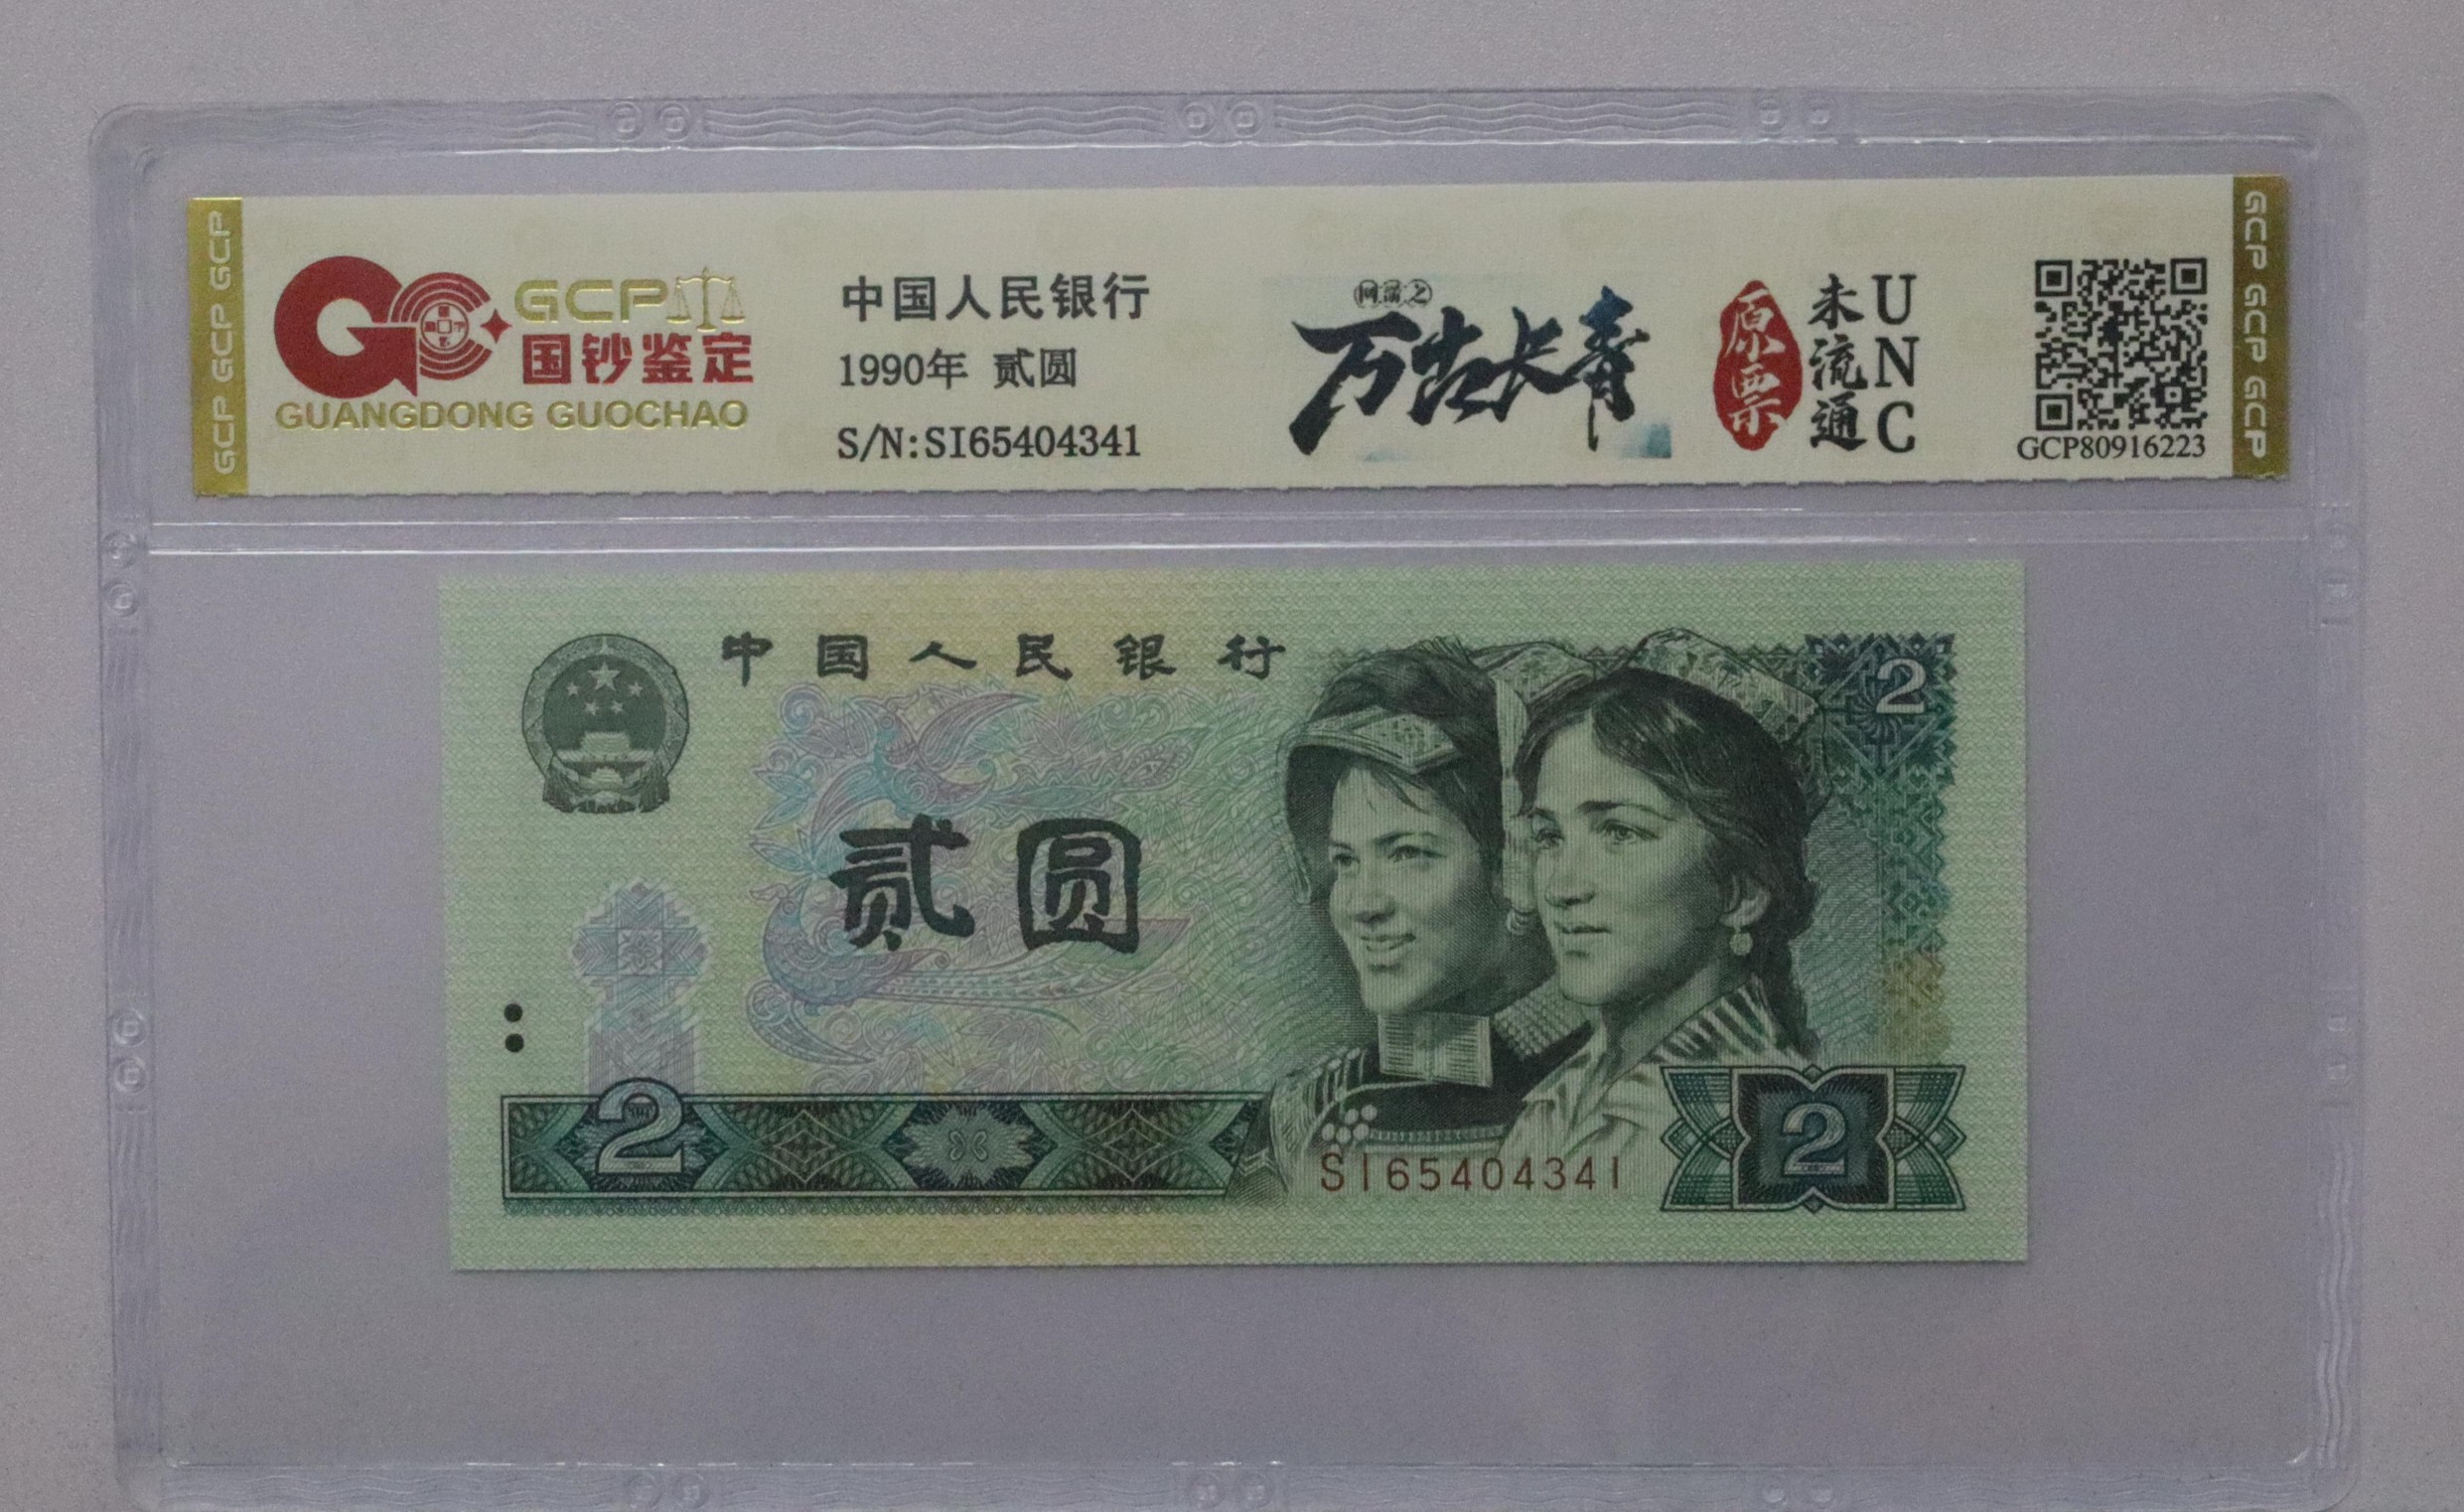 GCP GCP GCP
GCP
国钞鉴定
GUANGDONG GUOCHAO
中国人民银行
1990年 贰圆
S/N:SI65404341
万古长青
原票
未流通
UNC
GCP80916223
GCP GCP GCP
中国人民银行
2
贰圆
2
SI65404341
2